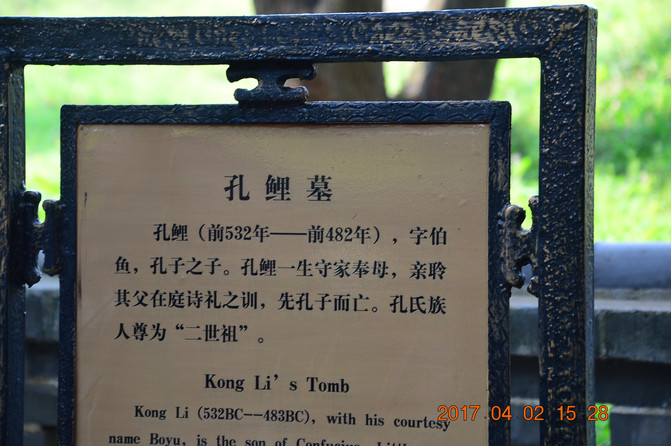 孔鲤墓
孔鲤（前532年——前482年），字伯
鱼，孔子之子。孔鲤一生守家奉母，亲聆
其父在庭诗礼之训，先孔子而亡。孔氏族
人尊为“二世祖”。
Kong Li's Tomb
Kong Li (532BC--483BC), with his courtesy
name Boyu, is the son of Confucius.
2017 04 02 15 28